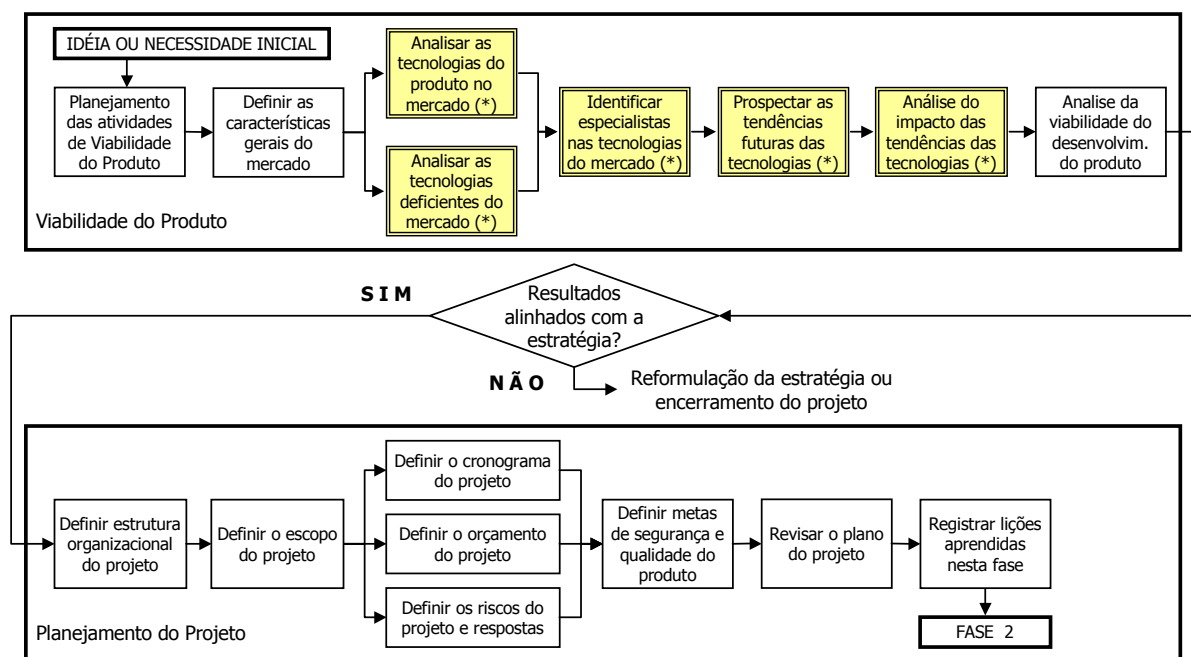 IDÉIA OU NECESSIDADE INICIAL
Planejamento
das atividades
de Viabilidade
do Produto
Definir as
características
gerais do
mercado
Analisar as
tecnologias do
produto no
mercado (*)
Analisar as
tecnologias
deficientes do
mercado (*)
Identificar
especialistas
nas tecnologias
do mercado (*)
Prospectar as
tendências
futuras das
tecnologias (*)
Análise do
impacto das
tendências das
tecnologias (*)
Analise da
viabilidade do
desenvolvim.
do produto
Viabilidade do Produto
S I M
Resultados
alinhados com a
estratégia?
N Ã O
Reformulação da estratégia ou
encerramento do projeto
Definir estrutura
organizacional
do projeto
Definir o escopo
do projeto
Definir o cronograma
do projeto
Definir o orçamento
do projeto
Definir os riscos do
projeto e respostas
Definir metas
de segurança e
qualidade do
produto
Revisar o plano
do projeto
Registrar lições
aprendidas
nesta fase
FASE 2
Planejamento do Projeto